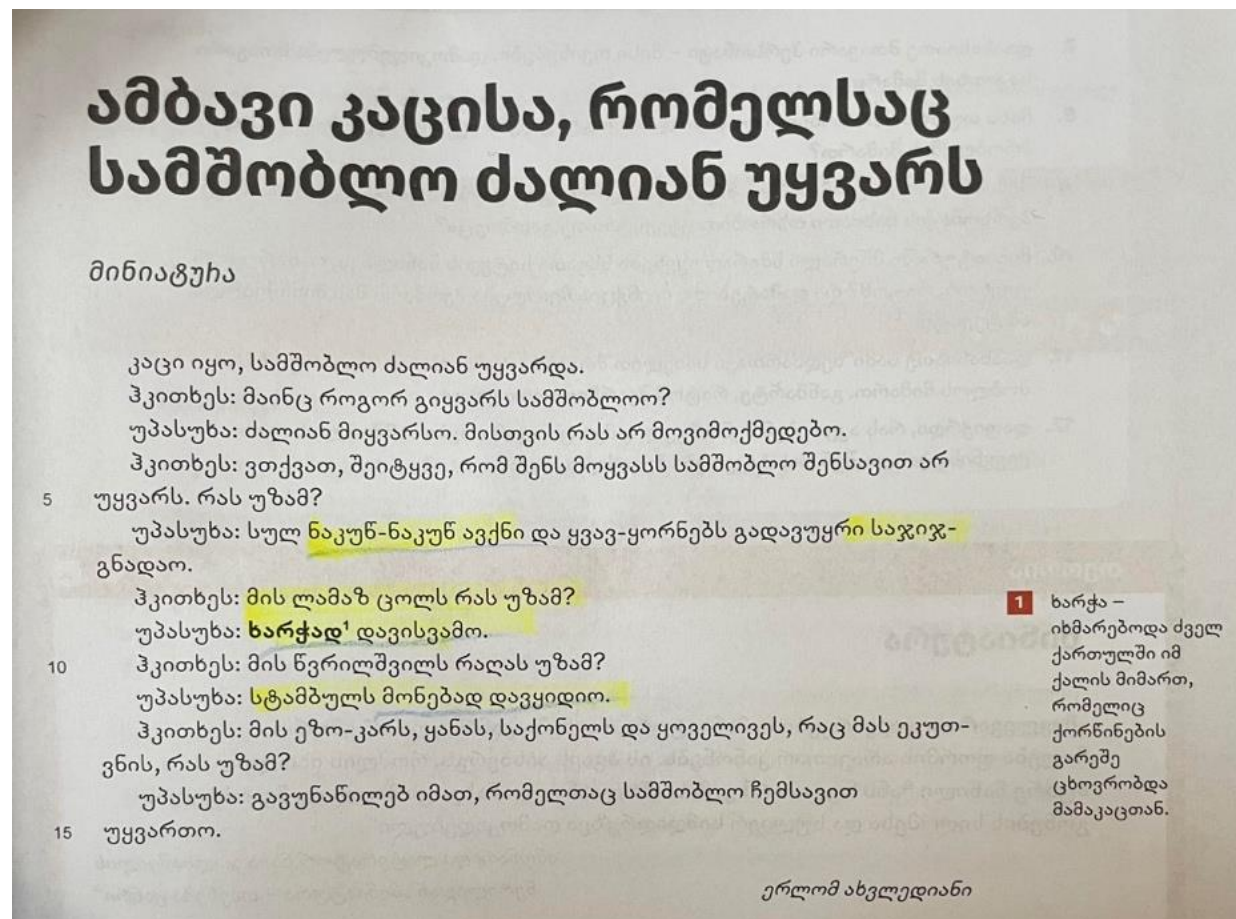 ამბავი კაცისა, რომელსაც
სამშობლო ძალიან უყვარს
მინიატურა
კაცი იყო, სამშობლო ძალიან უყვარდა.
ჰკითხეს: მაინც როგორ გიყვარს სამშობლოო?
უპასუხა: ძალიან მიყვარსო. მისთვის რას არ მოვიმოქმედებო.
ჰკითხეს: ვთქვათ, შეიტყვე, რომ შენს მოყვასს სამშობლო შენსავით არ
5 უყვარს. რას უზამ?
უპასუხა: სულ ნაკუწ-ნაკუწ ავქნი და ყვავ-ყორნებს გადავუყრი საჯიჯ-
გნადაო.
ჰკითხეს: მის ლამაზ ცოლს რას უზამ?
უპასუხა: ხარჭად¹ დავისვამო.
10 ჰკითხეს: მის წვრილშვილს რაღას უზამ?
უპასუხა: სტამბულს მონებად დავყიდიო.
ჰკითხეს: მის ეზო-კარს, ყანას, საქონელს და ყოველივეს, რაც მას ეკუთ-
ვნის, რას უზამ?
უპასუხა: გავუნაწილებ იმათ, რომელთაც სამშობლო ჩემსავით
15 უყვართო.
ერლომ ახვლედიანი
1 ხარჭა –
იხმარებოდა ძველ
ქართულში იმ
ქალის მიმართ,
რომელიც
ქორწინების
გარეშე
ცხოვრობდა
მამაკაცთან.